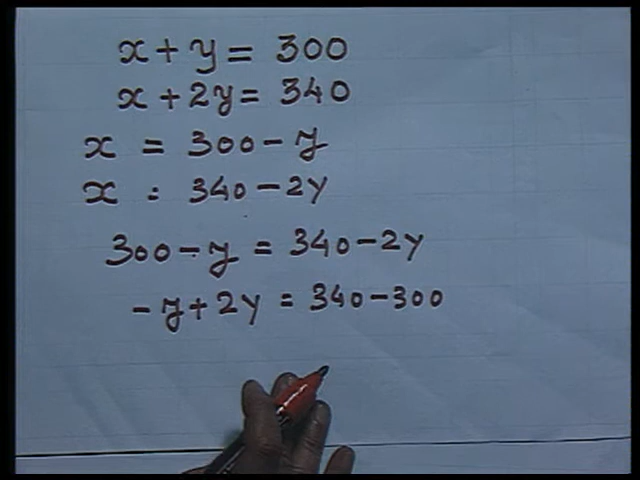 x + y = 300
x + 2y = 340
x = 300 - y
x = 340 - 2y
300 - y = 340 - 2y
- y + 2y = 340 - 300